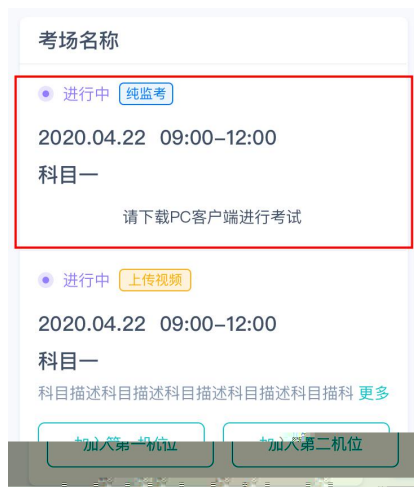 考场名称
进行中 纯监考
2020.04.22 09:00-12:00
科目一
请下载PC客户端进行考试
进行中 上传视频
2020.04.22 09:00-12:00
科目一
科目描述科目描述科目描述科目描述科目描科 更多
加入第一机位 加入第二机位